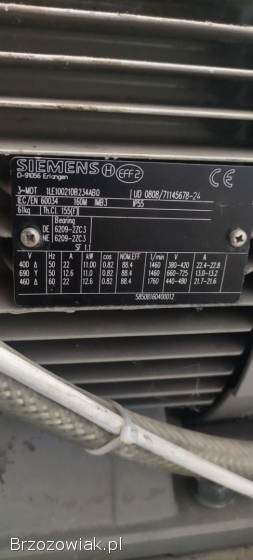 SIEMENS H EFF2 CE
D-91056 Erlangen
3~MOT 1LE10021DB234AB0 UD 0808/71145678-24
IEC/EN 60034 160M IMB3 IP55
61kg Th.Cl. 155(F)
Bearing
DE 6209-2ZC3
NE 6209-2ZC3
SF 1.1
V Hz A kW cosφ NOM.EFF 1/min V A
400 Δ 50 22 11.00 0.82 88.4 1460 380-420 22.4-22.8
690 Y 50 12.6 11.0 0.82 88.4 1460 660-725 13.0-13.2
460 Δ 60 22 12.6 0.82 88.4 1760 440-480 21.7-21.6
Brzozowiak.pl